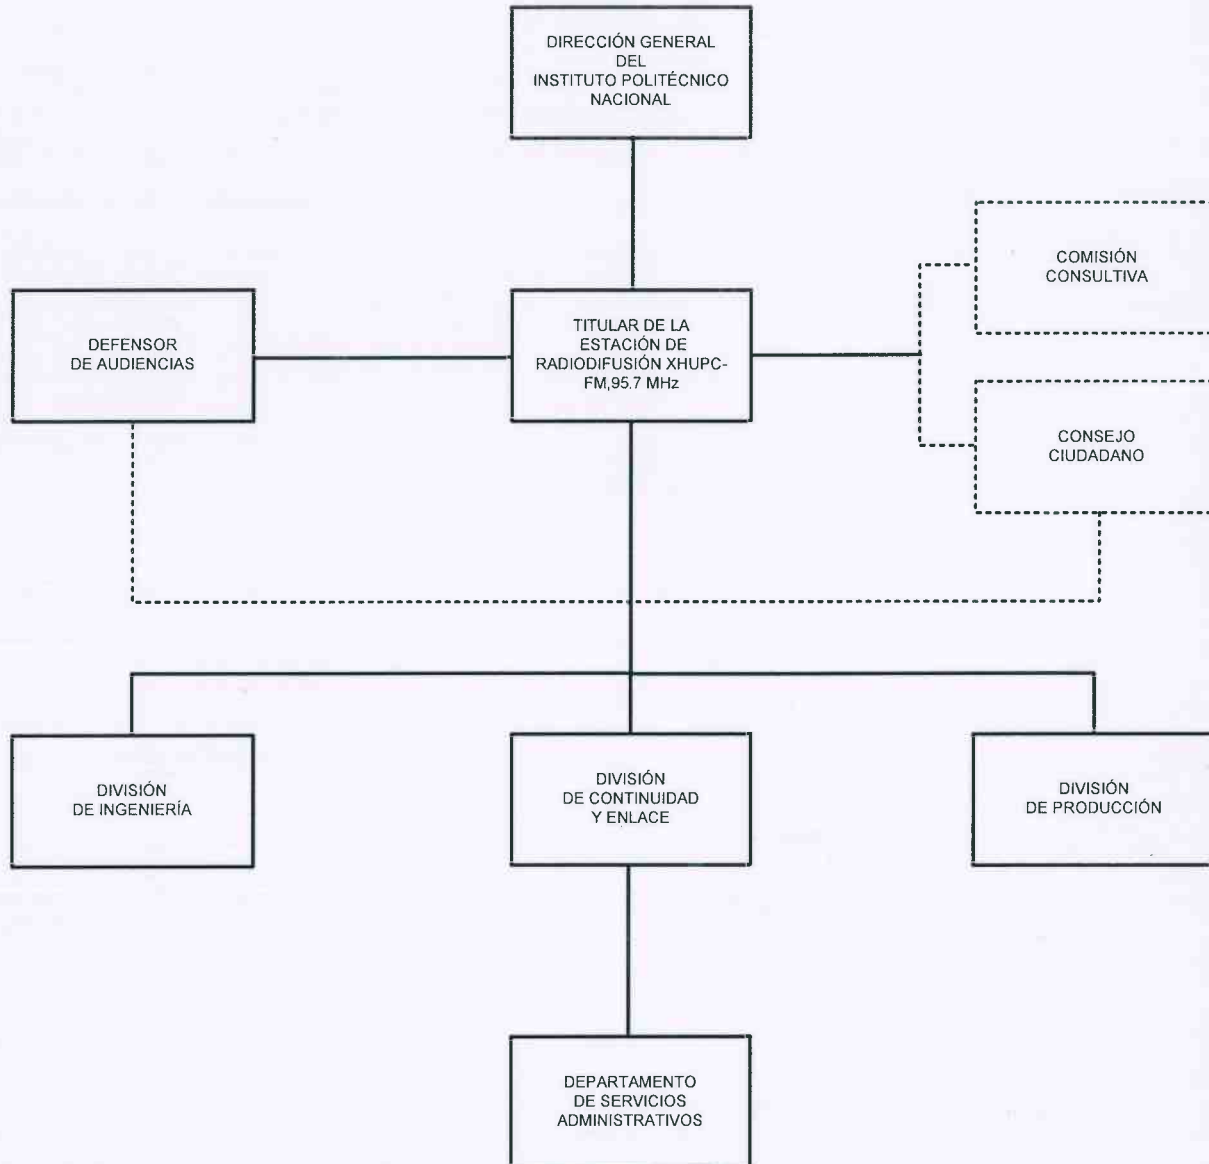 DIRECCIÓN GENERAL
DEL
INSTITUTO POLITÉCNICO
NACIONAL
COMISIÓN
CONSULTIVA
DEFENSOR
DE AUDIENCIAS
TITULAR DE LA
ESTACIÓN DE
RADIODIFUSIÓN XHUPC-
FM,95.7 MHz
CONSEJO
CIUDADANO
DIVISIÓN
DE INGENIERÍA
DIVISIÓN
DE CONTINUIDAD
Y ENLACE
DIVISIÓN
DE PRODUCCIÓN
DEPARTAMENTO
DE SERVICIOS
ADMINISTRATIVOS